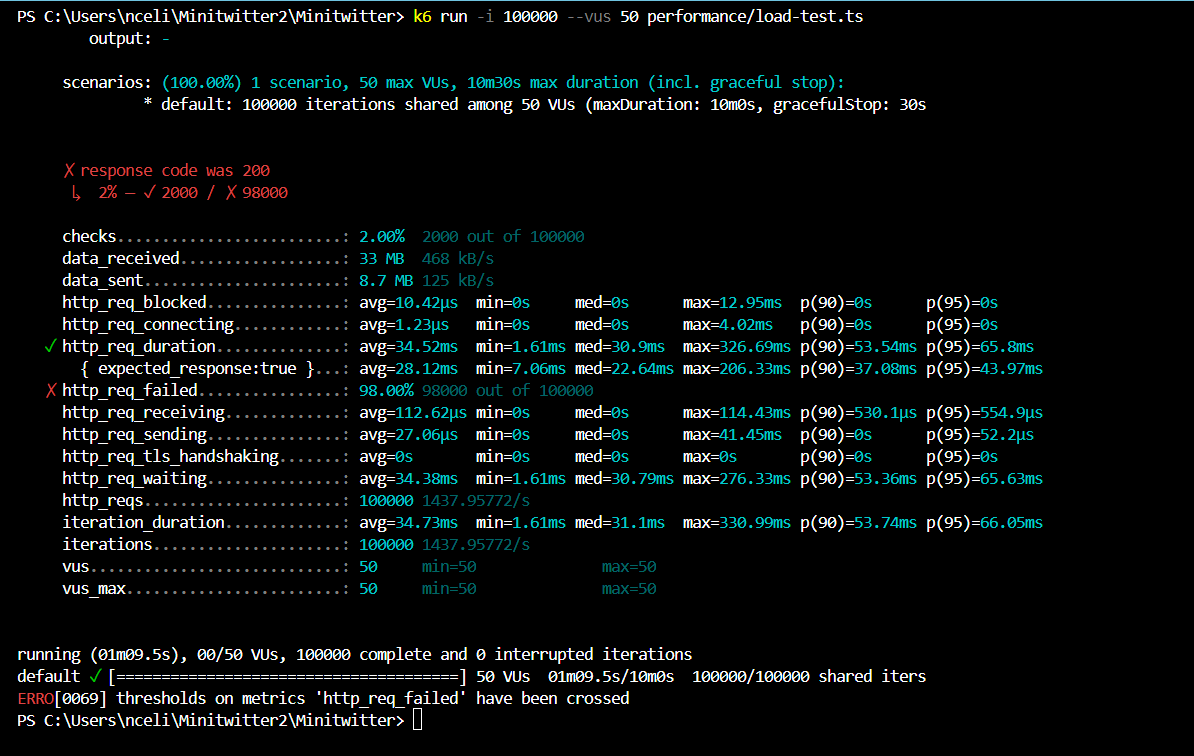 PS C:\Users\nceli\Minitwitter2\Minitwitter> k6 run -i 100000 --vus 50 performance/load-test.ts
output: -
scenarios: (100.00%) 1 scenario, 50 max VUs, 10m30s max duration (incl. graceful stop):
* default: 100000 iterations shared among 50 VUs (maxDuration: 10m0s, gracefulStop: 30s
✗ response code was 200
↳ 2% — ✓ 2000 / ✗ 98000
checks.........................: 2.00% 2000 out of 100000
data_received..................: 33 MB 468 kB/s
data_sent......................: 8.7 MB 125 kB/s
http_req_blocked...............: avg=10.42µs min=0s med=0s max=12.95ms p(90)=0s p(95)=0s
http_req_connecting............: avg=1.23µs min=0s med=0s max=4.02ms p(90)=0s p(95)=0s
✓ http_req_duration..............: avg=34.52ms min=1.61ms med=30.9ms max=326.69ms p(90)=53.54ms p(95)=65.8ms
{ expected_response:true }...: avg=28.12ms min=7.06ms med=22.64ms max=206.33ms p(90)=37.08ms p(95)=43.97ms
✗ http_req_failed................: 98.00% 98000 out of 100000
http_req_receiving.............: avg=112.62µs min=0s med=0s max=114.43ms p(90)=530.1µs p(95)=554.9µs
http_req_sending...............: avg=27.06µs min=0s med=0s max=41.45ms p(90)=0s p(95)=52.2µs
http_req_tls_handshaking.......: avg=0s min=0s med=0s max=0s p(90)=0s p(95)=0s
http_req_waiting...............: avg=34.38ms min=1.61ms med=30.79ms max=276.33ms p(90)=53.36ms p(95)=65.63ms
http_reqs......................: 100000 1437.95772/s
iteration_duration.............: avg=34.73ms min=1.61ms med=31.1ms max=330.99ms p(90)=53.74ms p(95)=66.05ms
iterations.....................: 100000 1437.95772/s
vus............................: 50 min=50 max=50
vus_max........................: 50 min=50 max=50
running (01m09.5s), 00/50 VUs, 100000 complete and 0 interrupted iterations
default ✓ [======================================] 50 VUs 01m09.5s/10m0s 100000/100000 shared iters
ERRO[0069] thresholds on metrics 'http_req_failed' have been crossed
PS C:\Users\nceli\Minitwitter2\Minitwitter>